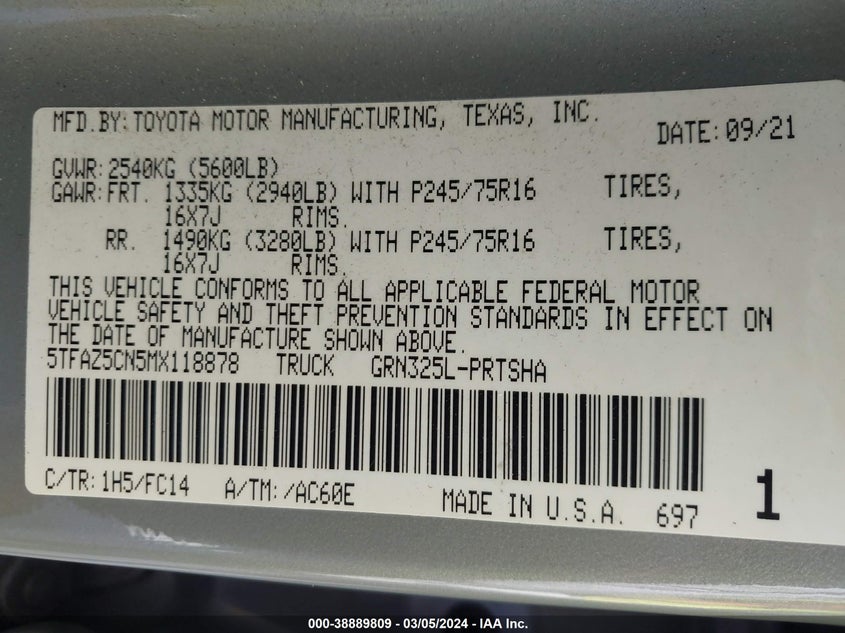 MFD.BY: TOYOTA MOTOR MANUFACTURING, TEXAS, INC.
DATE: 09/21
GVWR: 2540KG (5600LB)
GAWR: FRT. 1335KG (2940LB) WITH P245/75R16 TIRES,
16X7J RIMS.
RR. 1490KG (3280LB) WITH P245/75R16 TIRES,
16X7J RIMS.
THIS VEHICLE CONFORMS TO ALL APPLICABLE FEDERAL MOTOR
VEHICLE SAFETY AND THEFT PREVENTION STANDARDS IN EFFECT ON
THE DATE OF MANUFACTURE SHOWN ABOVE.
5TFAZ5CN5MX118878 TRUCK GRN325L-PRTSHA
C/TR: 1H5/FC14 A/TM: /AC60E MADE IN U.S.A. 697 1
000-38889809 - 03/05/2024 - IAA Inc.